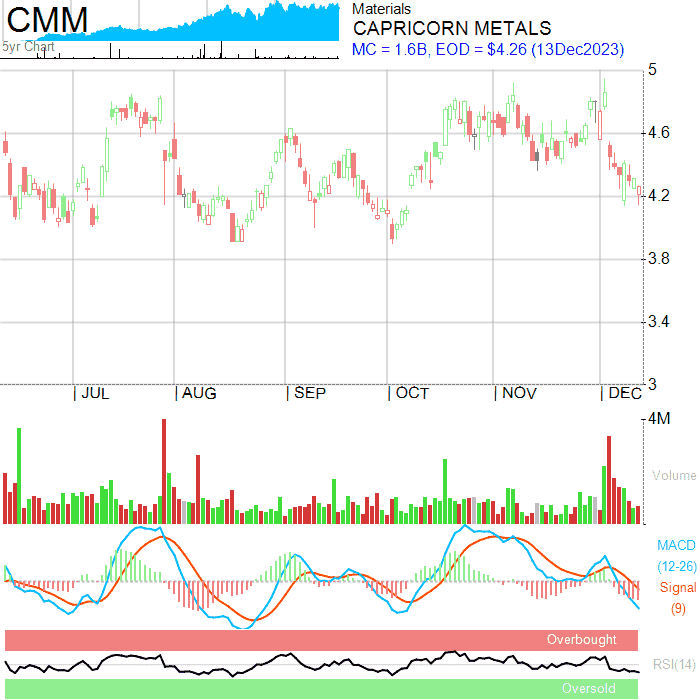 CMM
5yr Chart
Materials
CAPRICORN METALS
MC = 1.6B, EOD = $4.26 (13Dec2023)
5
4.6
4.2
3.8
3.4
3
JUL AUG SEP OCT NOV DEC
4M
Volume
MACD
(12-26)
Signal
(9)
Overbought
RSI(14)
Oversold